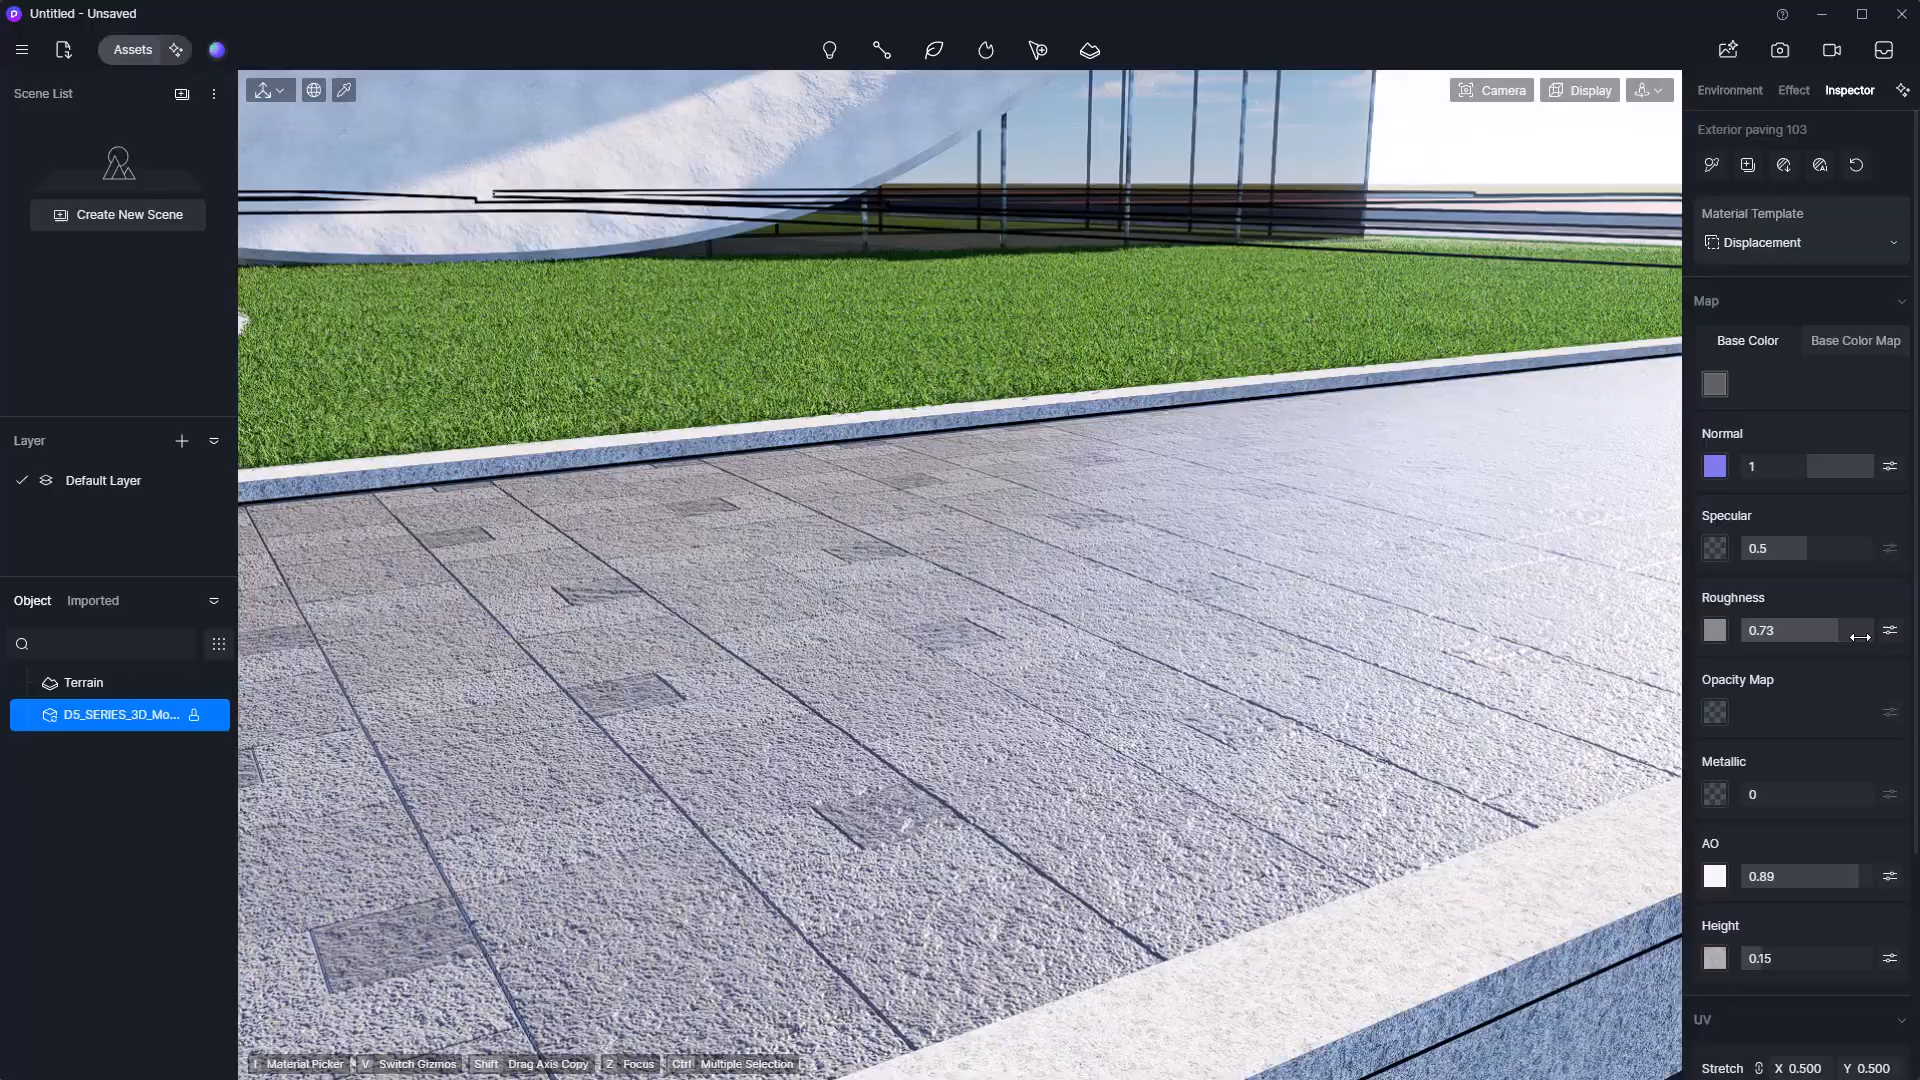 Untitled - Unsaved
Assets
Scene List
Create New Scene
Layer
Default Layer
Object Imported
Terrain
D5_SERIES_3D_Mo...
Camera
Display
Material Picker V Switch Gizmos Shift Drag Axis Copy Z Focus Ctrl Multiple Selection
Environment Effect Inspector
Exterior paving 103
Material Template
Displacement
Map
Base Color Base Color Map
Normal
1
Specular
0.5
Roughness
0.73
Opacity Map
Metallic
0
AO
0.89
Height
0.15
UV
Stretch X 0.500 Y 0.500